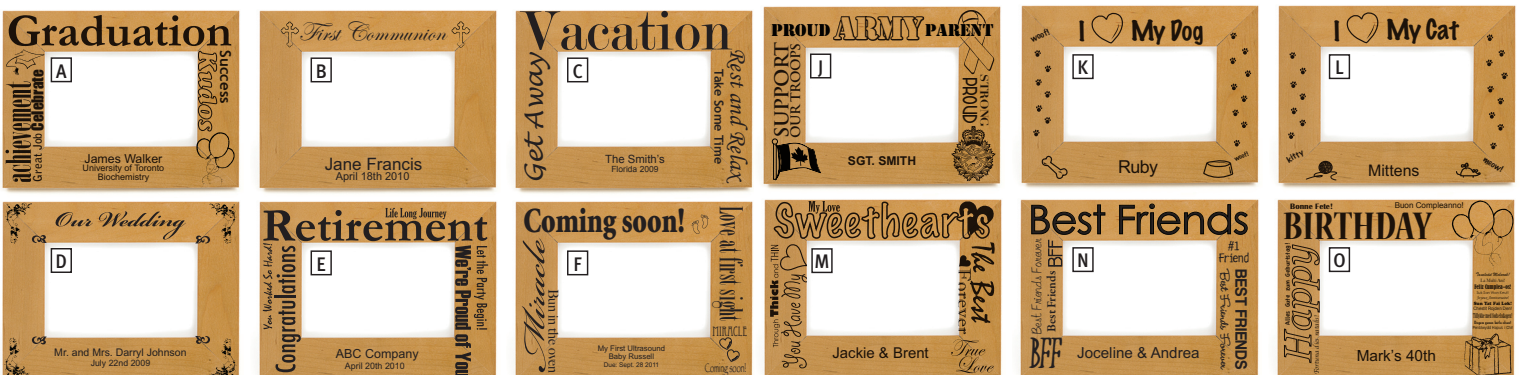 Graduation
A
achievement
Great Job Celebrate
Success
Kudos
James Walker
University of Toronto
Biochemistry
First Communion
B
Jane Francis
April 18th 2010
Vacation
C
Get Away
Rest and Relax
Take Some Time
The Smith's
Florida 2009
PROUD ARMY PARENT
J
SUPPORT
OUR TROOPS
STRONG
PROUD
SGT. SMITH
I My Dog
K
woof!
woof!
Ruby
I My Cat
L
kitty
meow!
Mittens
Our Wedding
D
Mr. and Mrs. Darryl Johnson
July 22nd 2009
Life Long Journey
Retirement
E
You Worked So Hard!
Congratulations
Let the Party Begin!
We're Proud of You
ABC Company
April 20th 2010
Coming soon!
F
Miracle
Bun in the oven
Love at first sight
MIRACLE
Coming soon!
My First Ultrasound
Baby Russell
Due: Sept. 28 2011
My Love
Sweethearts
M
Through Thick and THIN
You Have My
The Best
Forever
True
Love
Jackie & Brent
Best Friends
N
Best Friends Forever
Best Friends BFF
BFF
#1
Friend
BEST FRIENDS
Best Friends Forever
Joceline & Andrea
Bonne Fete!
Buon Compleanno!
BIRTHDAY
O
Alles Gute zum Geburtstag!
Happy
Mark's 40th